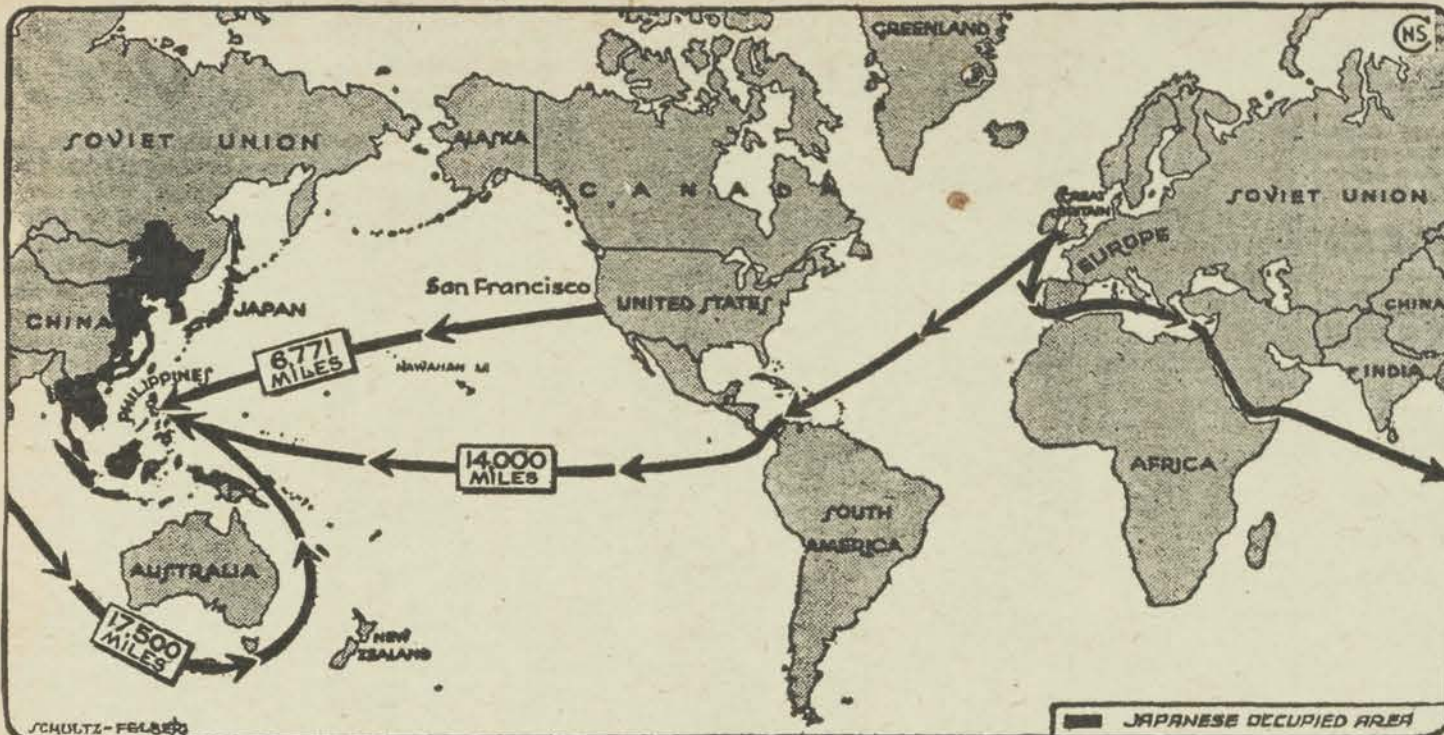 CNS
GREENLAND
SOVIET UNION
ALASKA
CANADA
GREAT
BRITAIN
SOVIET UNION
EUROPE
San Francisco
UNITED STATES
JAPAN
CHINA
CHINA
6,771
MILES
HAWAIIAN IS
PHILIPPINES
INDIA
14,000
MILES
AFRICA
SOUTH
AMERICA
AUSTRALIA
17,500
MILES
NEW
ZEALAND
SCHULTZ-FELBERG
JAPANESE OCCUPIED AREA